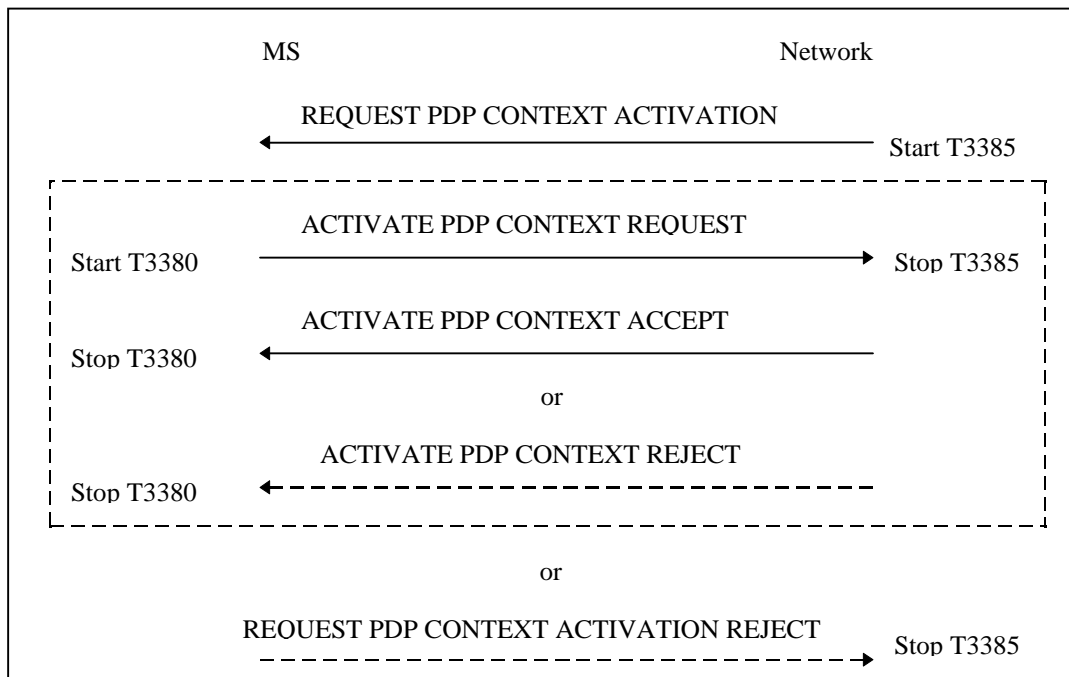 MS Network
REQUEST PDP CONTEXT ACTIVATION
Start T3385
ACTIVATE PDP CONTEXT REQUEST
Start T3380 Stop T3385
ACTIVATE PDP CONTEXT ACCEPT
Stop T3380
or
ACTIVATE PDP CONTEXT REJECT
Stop T3380
or
REQUEST PDP CONTEXT ACTIVATION REJECT
Stop T3385